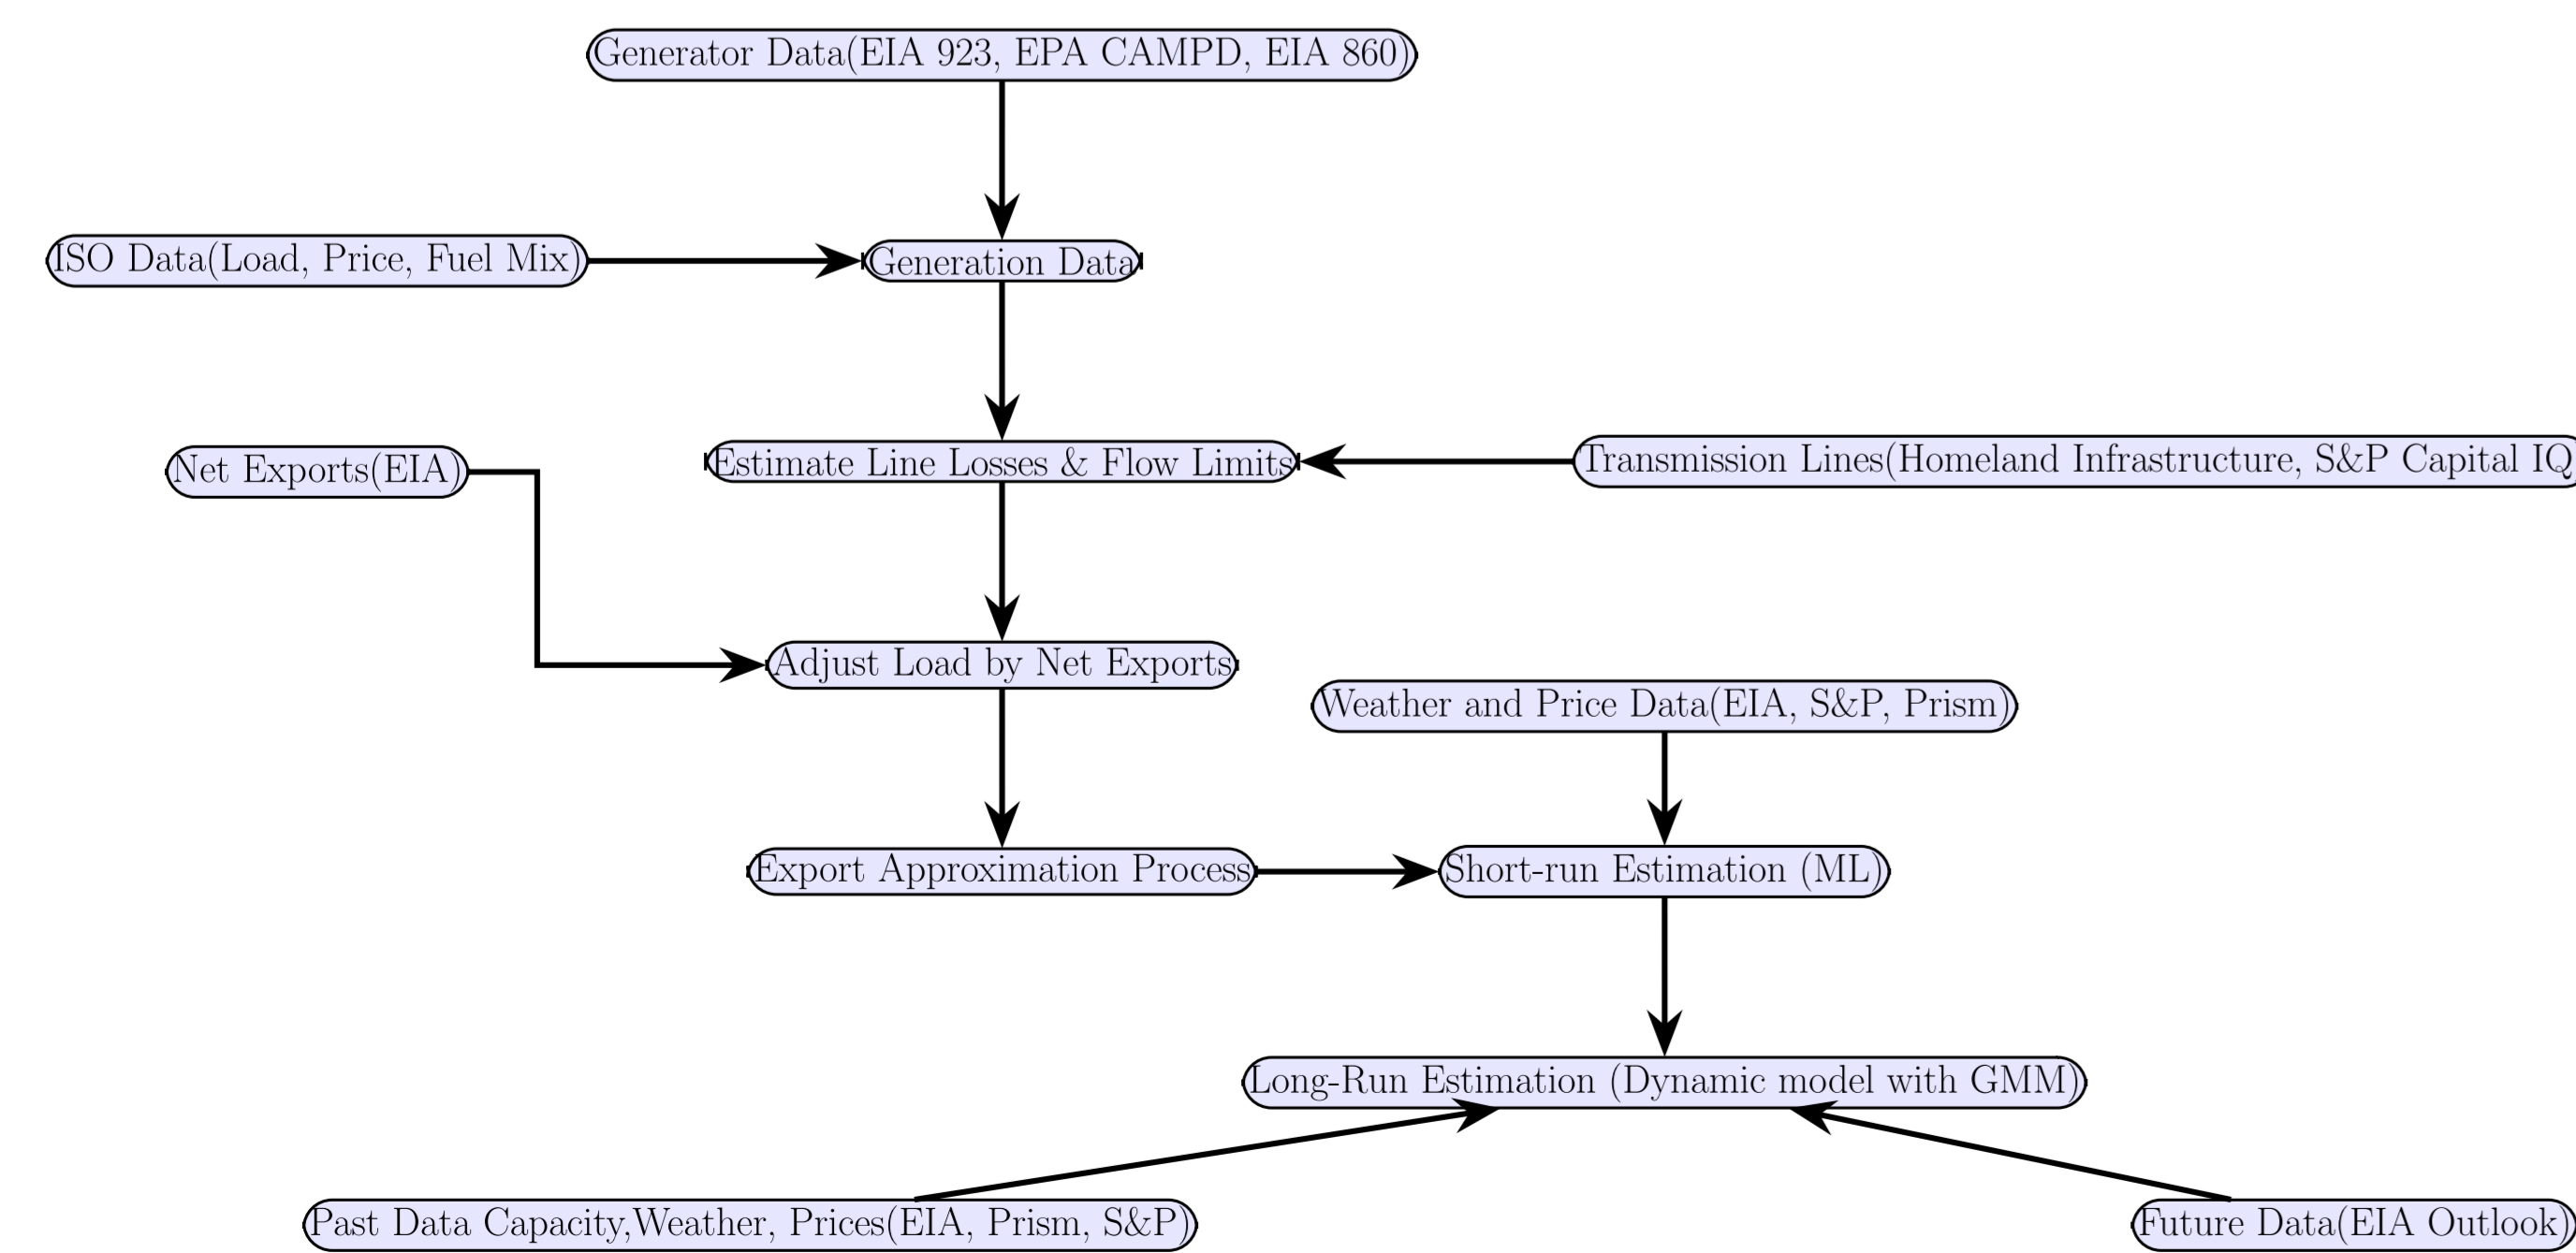 Generator Data(EIA 923, EPA CAMPD, EIA 860)
ISO Data(Load, Price, Fuel Mix)
Generation Data
Net Exports(EIA)
Estimate Line Losses & Flow Limits
Transmission Lines(Homeland Infrastructure, S&P Capital IQ
Adjust Load by Net Exports
Weather and Price Data(EIA, S&P, Prism)
Export Approximation Process
Short-run Estimation (ML)
Long-Run Estimation (Dynamic model with GMM)
Past Data Capacity,Weather, Prices(EIA, Prism, S&P)
Future Data(EIA Outlook)